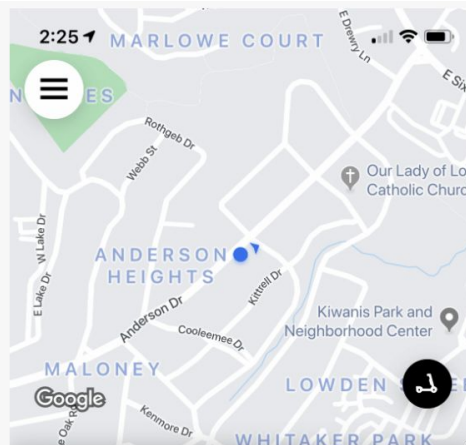 2:25
MARLOWE COURT
E Drewry Ln
E Six
ES
Rothgeb Dr
Webb St
Our Lady of Lo
Catholic Churc
W Lake Dr
E Lake Dr
ANDERSON
HEIGHTS
Kittrell Dr
Anderson Dr
Cooleemee Dr
Kiwanis Park and
Neighborhood Center
MALONEY
Google
LOWDEN
e Oak R
Kenmore Dr
WHITAKER PARK